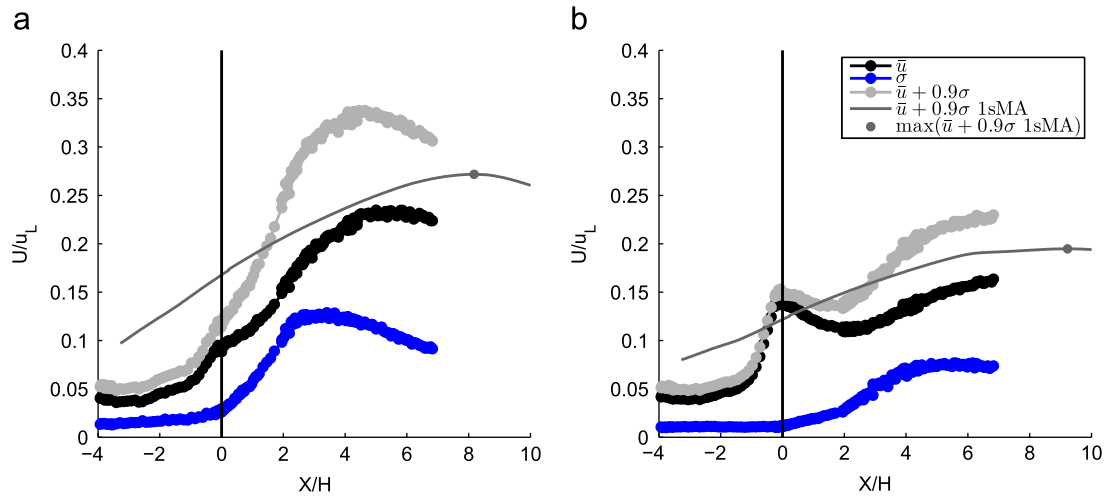 a
0.4
0.35
0.3
0.25
0.2
0.15
0.1
0.05
0
−4 −2 0 2 4 6 8 10
X/H
U/u_L
b
0.4
0.35
0.3
0.25
0.2
0.15
0.1
0.05
0
−4 −2 0 2 4 6 8 10
X/H
U/u_L
ū
σ
ū + 0.9σ
ū + 0.9σ 1sMA
max(ū + 0.9σ 1sMA)